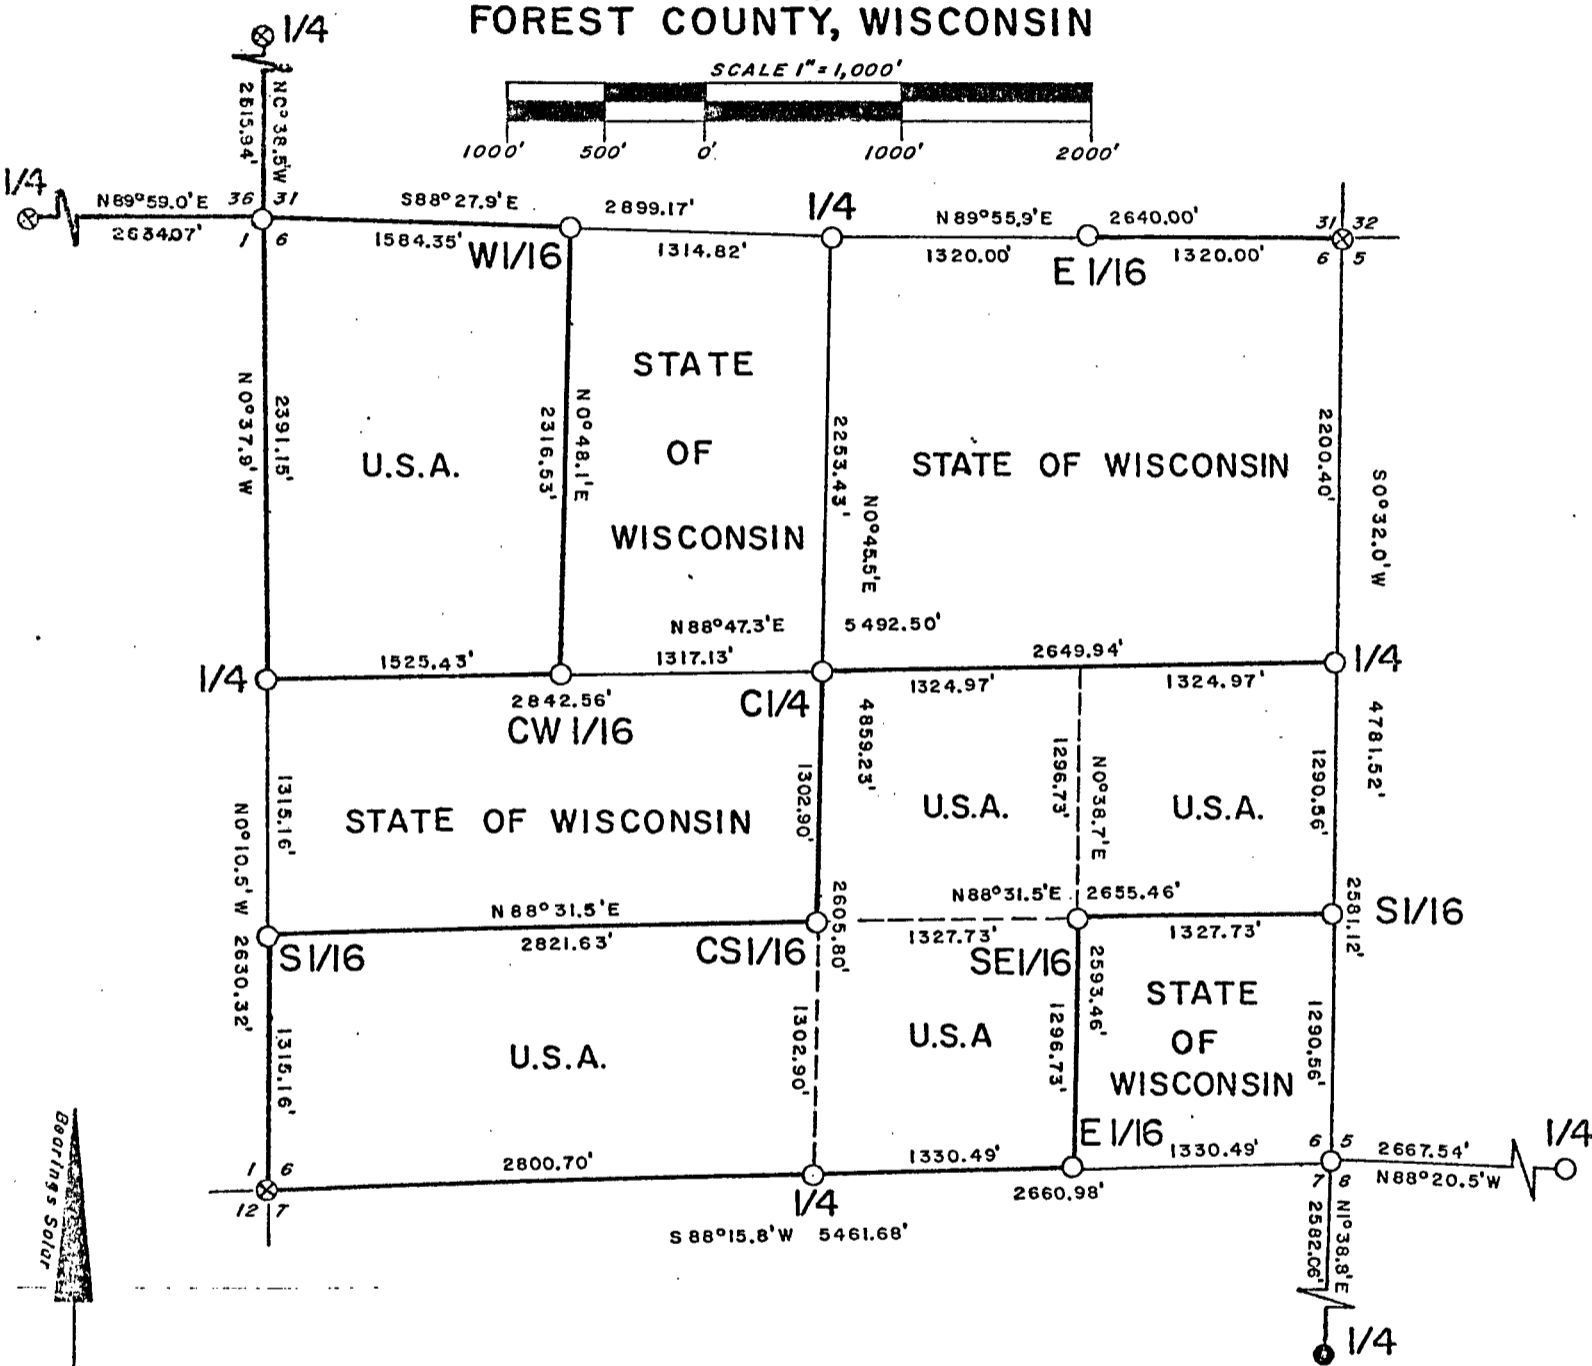 FOREST COUNTY, WISCONSIN
SCALE 1" = 1,000'
1000' 500' 0' 1000' 2000'
1/4
2515.94'
1/4
N89°59.0'E
2634.07'
36 31
1 6
S88°27.9'E 2899.17'
1584.35'
W1/16
1314.82'
1/4
N89°55.9'E 2640.00'
1320.00'
E 1/16
1320.00'
31 32
6 5
N0°37.9'W
2391.15'
U.S.A.
2316.53'
N0°48.1'E
STATE
OF
WISCONSIN
2253.43'
N0°45.5'E
STATE OF WISCONSIN
2200.40'
S0°32.0'W
N88°47.3'E 5492.50'
1/4
1525.43'
1317.13'
2842.56'
CW 1/16
C1/4
2649.94'
1324.97'
1324.97'
1/4
4859.23'
4781.52'
1315.16'
STATE OF WISCONSIN
1302.90'
U.S.A.
1296.73'
N0°38.7'E
U.S.A.
1290.56'
N0°10.5'W 2630.32'
N88°31.5'E
2821.63'
S1/16
CS1/16
2605.80'
N88°31.5'E 2655.46'
1327.73'
SE1/16
1327.73'
S1/16
2581.12'
2593.46'
1315.16'
U.S.A.
1302.90'
U.S.A
1296.73'
STATE
OF
WISCONSIN
1290.56'
E1/16
1 6
12 7
2800.70'
1/4
1330.49'
2660.98'
1330.49'
6 5
7 8
2667.54'
N88°20.5'W
1/4
S88°15.8'W 5461.68'
2582.06'
N1°38.8'E
1/4
Bearings Solar